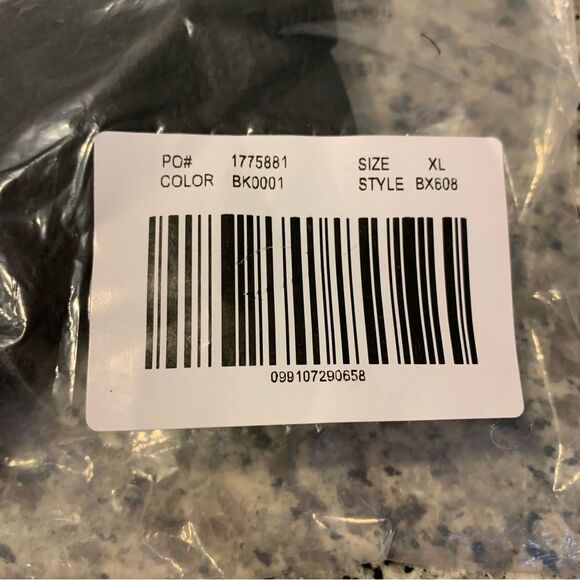 PO# 1775881 SIZE XL
COLOR BK0001 STYLE BX608
099107290658